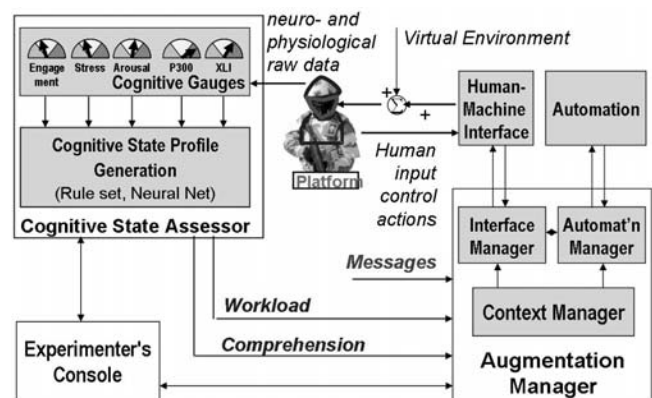 Engage
ment
Stress
Arousal
P300
XLI
Cognitive Gauges
Cognitive State Profile
Generation
(Rule set, Neural Net)
Cognitive State Assessor
neuro- and
physiological
raw data
Virtual Environment
+
Σ
+
Platform
Human
input
control
actions
Human-
Machine
Interface
Automation
Interface
Manager
Automat'n
Manager
Context Manager
Augmentation
Manager
Messages
Workload
Comprehension
Experimenter's
Console